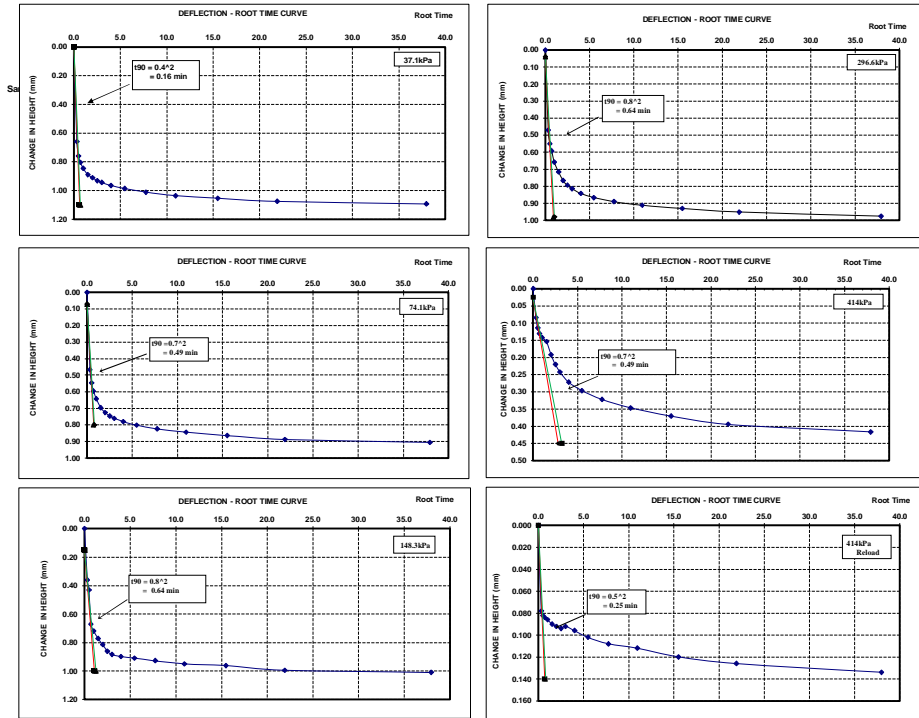 DEFLECTION - ROOT TIME CURVE
Root Time
0.0 5.0 10.0 15.0 20.0 25.0 30.0 35.0 40.0
0.00
0.20
0.40
0.60
0.80
1.00
1.20
CHANGE IN HEIGHT (mm)
t90 = 0.4^2
= 0.16 min
37.1kPa
Sa
DEFLECTION - ROOT TIME CURVE
Root Time
0.0 5.0 10.0 15.0 20.0 25.0 30.0 35.0 40.0
0.00
0.10
0.20
0.30
0.40
0.50
0.60
0.70
0.80
0.90
1.00
CHANGE IN HEIGHT (mm)
t90 = 0.8^2
= 0.64 min
296.6kPa
DEFLECTION - ROOT TIME CURVE
Root Time
0.0 5.0 10.0 15.0 20.0 25.0 30.0 35.0 40.0
0.00
0.10
0.20
0.30
0.40
0.50
0.60
0.70
0.80
0.90
1.00
CHANGE IN HEIGHT (mm)
t90 =0.7^2
= 0.49 min
74.1kPa
DEFLECTION - ROOT TIME CURVE
Root Time
0.0 5.0 10.0 15.0 20.0 25.0 30.0 35.0 40.0
0.00
0.05
0.10
0.15
0.20
0.25
0.30
0.35
0.40
0.45
0.50
CHANGE IN HEIGHT (mm)
t90 =0.7^2
= 0.49 min
414kPa
DEFLECTION - ROOT TIME CURVE
Root Time
0.0 5.0 10.0 15.0 20.0 25.0 30.0 35.0 40.0
0.00
0.20
0.40
0.60
0.80
1.00
1.20
CHANGE IN HEIGHT (mm)
t90 = 0.8^2
= 0.64 min
148.3kPa
DEFLECTION - ROOT TIME CURVE
Root Time
0.0 5.0 10.0 15.0 20.0 25.0 30.0 35.0 40.0
0.000
0.020
0.040
0.060
0.080
0.100
0.120
0.140
0.160
CHANGE IN HEIGHT (mm)
t90 = 0.5^2
= 0.25 min
414kPa
Reload